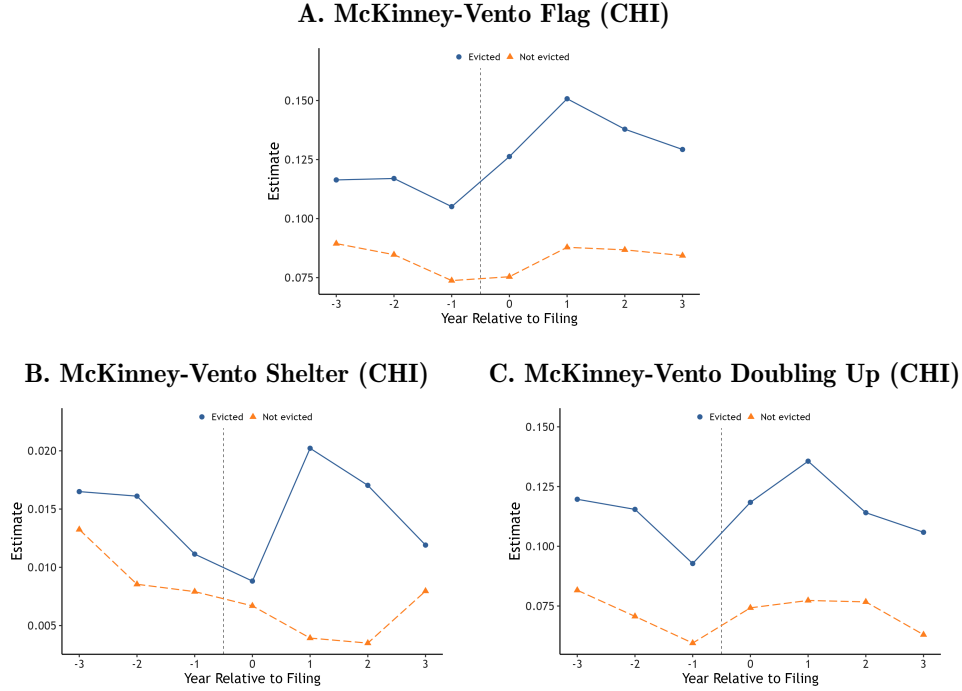 A. McKinney-Vento Flag (CHI)
Evicted Not evicted
0.150
0.125
0.100
0.075
Estimate
-3 -2 -1 0 1 2 3
Year Relative to Filing
B. McKinney-Vento Shelter (CHI)
Evicted Not evicted
0.020
0.015
0.010
0.005
Estimate
-3 -2 -1 0 1 2 3
Year Relative to Filing
C. McKinney-Vento Doubling Up (CHI)
Evicted Not evicted
0.150
0.125
0.100
0.075
Estimate
-3 -2 -1 0 1 2 3
Year Relative to Filing